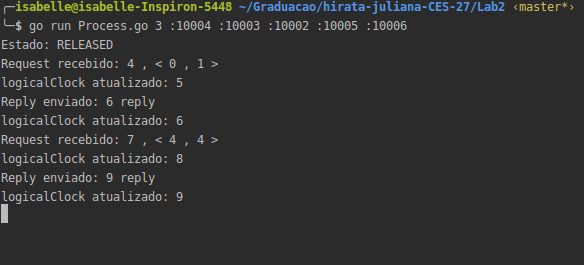 ╭─isabelle@isabelle-Inspiron-5448 ~/Graduacao/hirata-juliana-CES-27/Lab2 ‹master*›
╰─$ go run Process.go 3 :10004 :10003 :10002 :10005 :10006
Estado: RELEASED
Request recebido: 4 , < 0 , 1 >
logicalClock atualizado: 5
Reply enviado: 6 reply
logicalClock atualizado: 6
Request recebido: 7 , < 4 , 4 >
logicalClock atualizado: 8
Reply enviado: 9 reply
logicalClock atualizado: 9